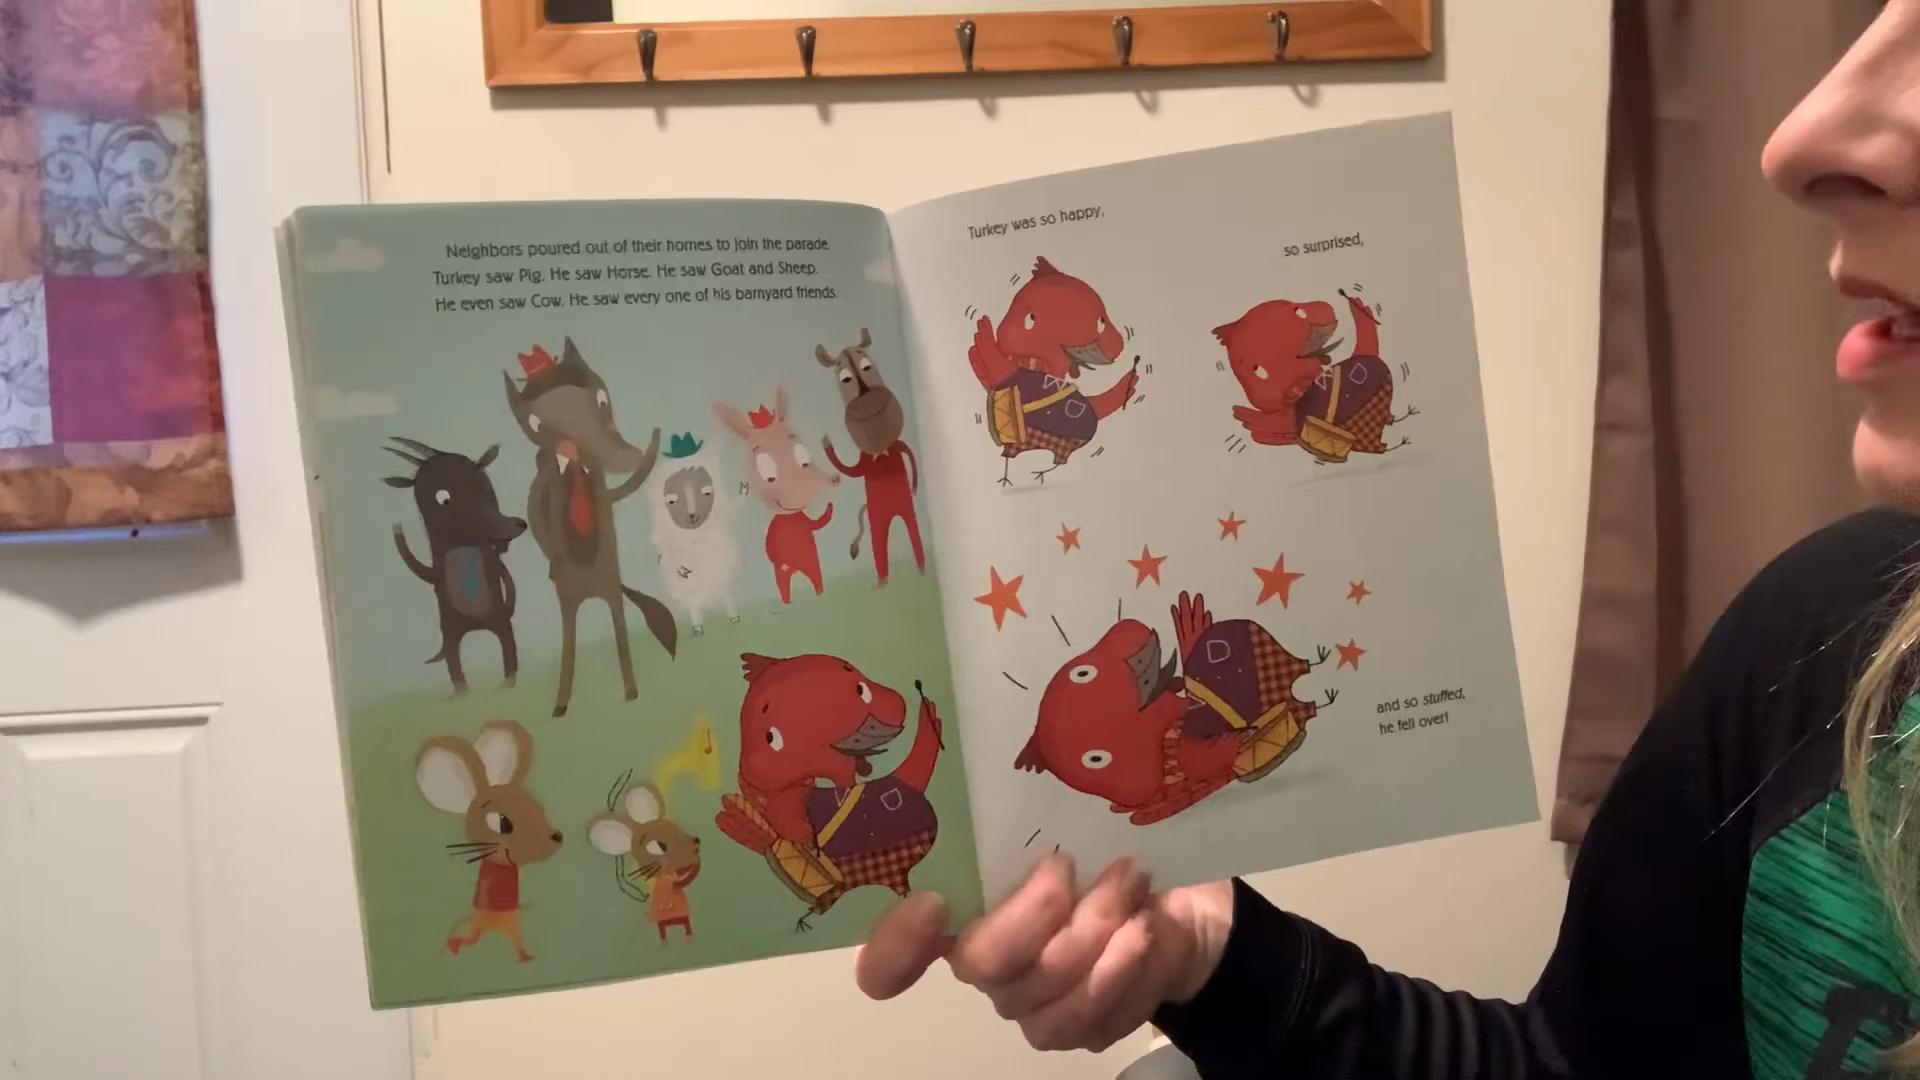 Neighbors poured out of their homes to join the parade.
Turkey saw Pig. He saw Horse. He saw Goat and Sheep.
He even saw Cow. He saw every one of his barnyard friends.
Turkey was so happy,
so surprised,
and so stuffed,
he fell over!